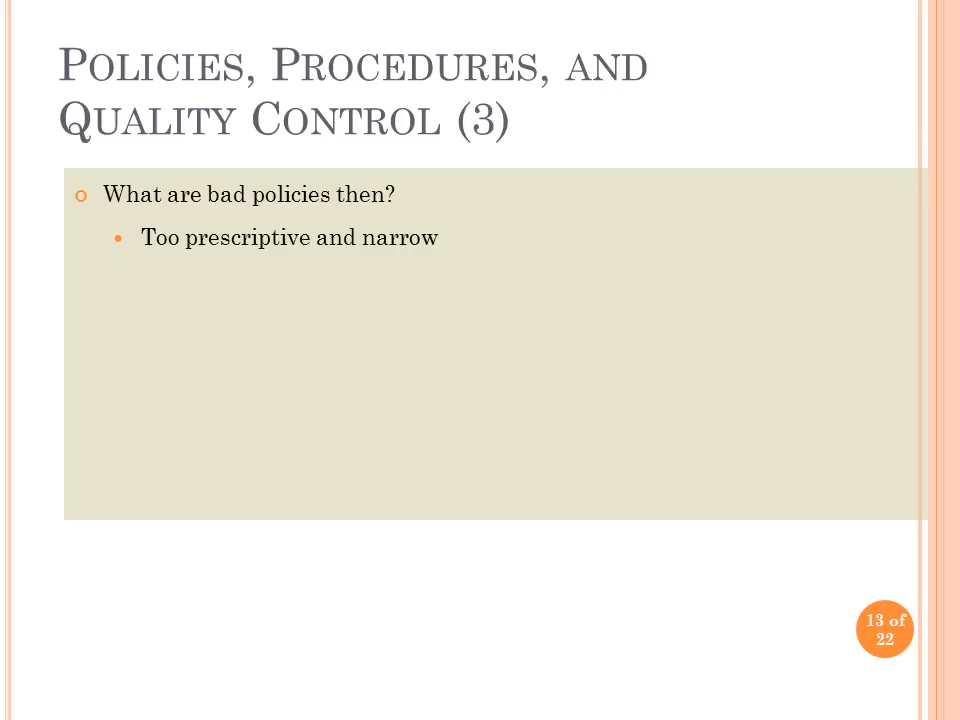 Policies, Procedures, and
Quality Control (3)
What are bad policies then?
Too prescriptive and narrow
13 of
22